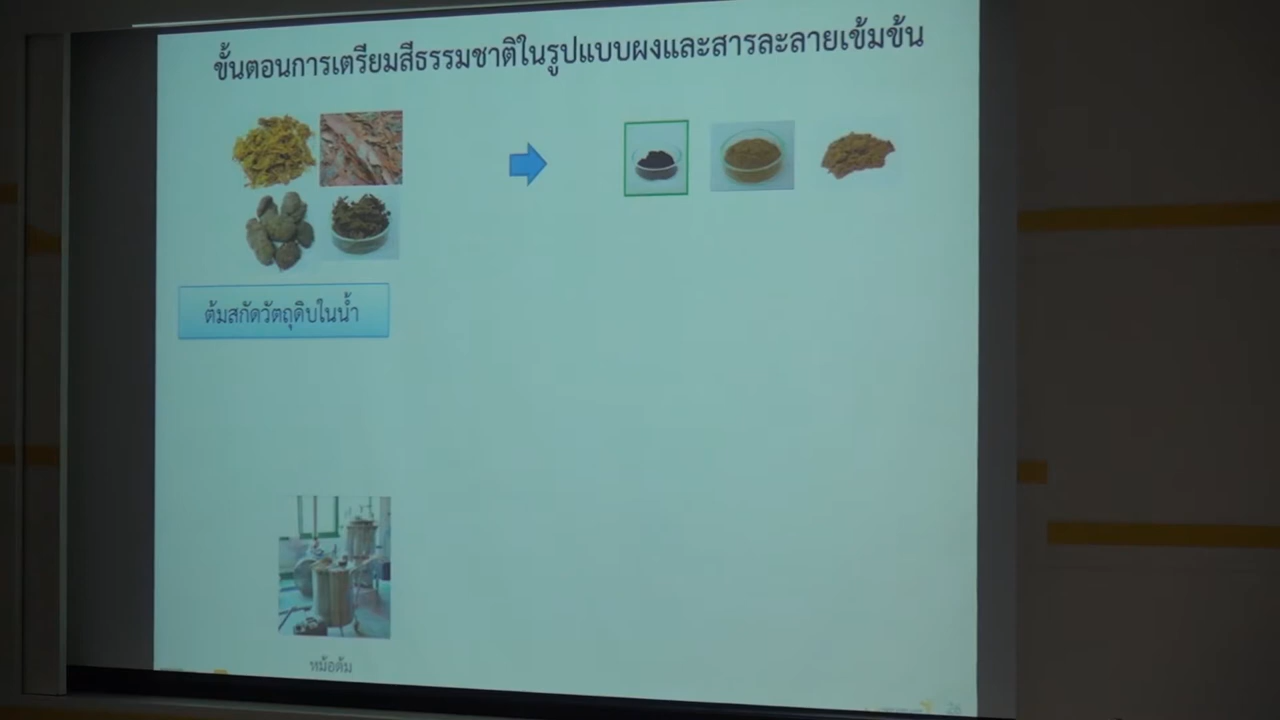 ขั้นตอนการเตรียมสีธรรมชาติในรูปแบบผงและสารละลายเข้มข้น
ต้มสกัดวัตถุดิบในน้ำ
หม้อต้ม